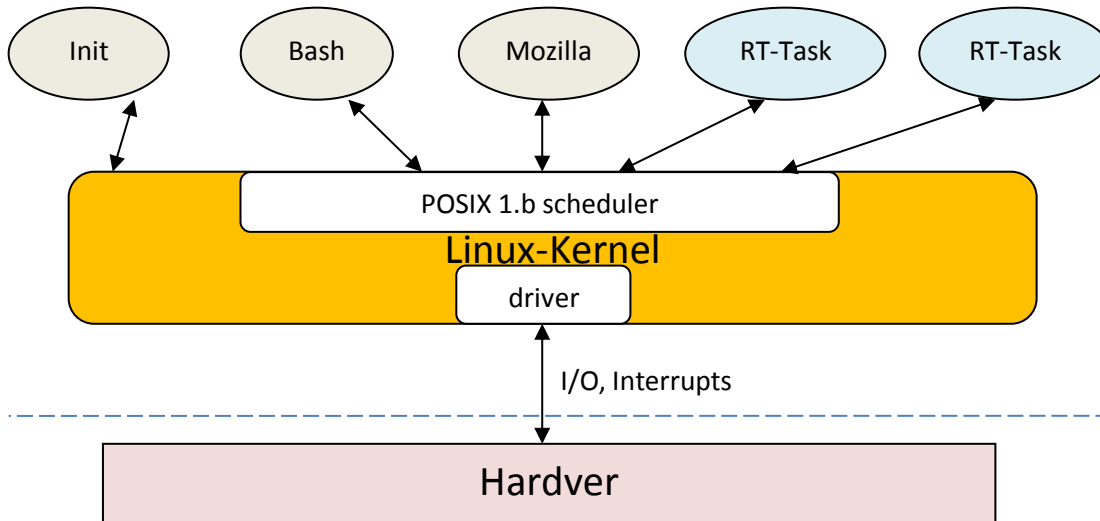 Init
Bash
Mozilla
RT-Task
RT-Task
POSIX 1.b scheduler
Linux-Kernel
driver
I/O, Interrupts
Hardver